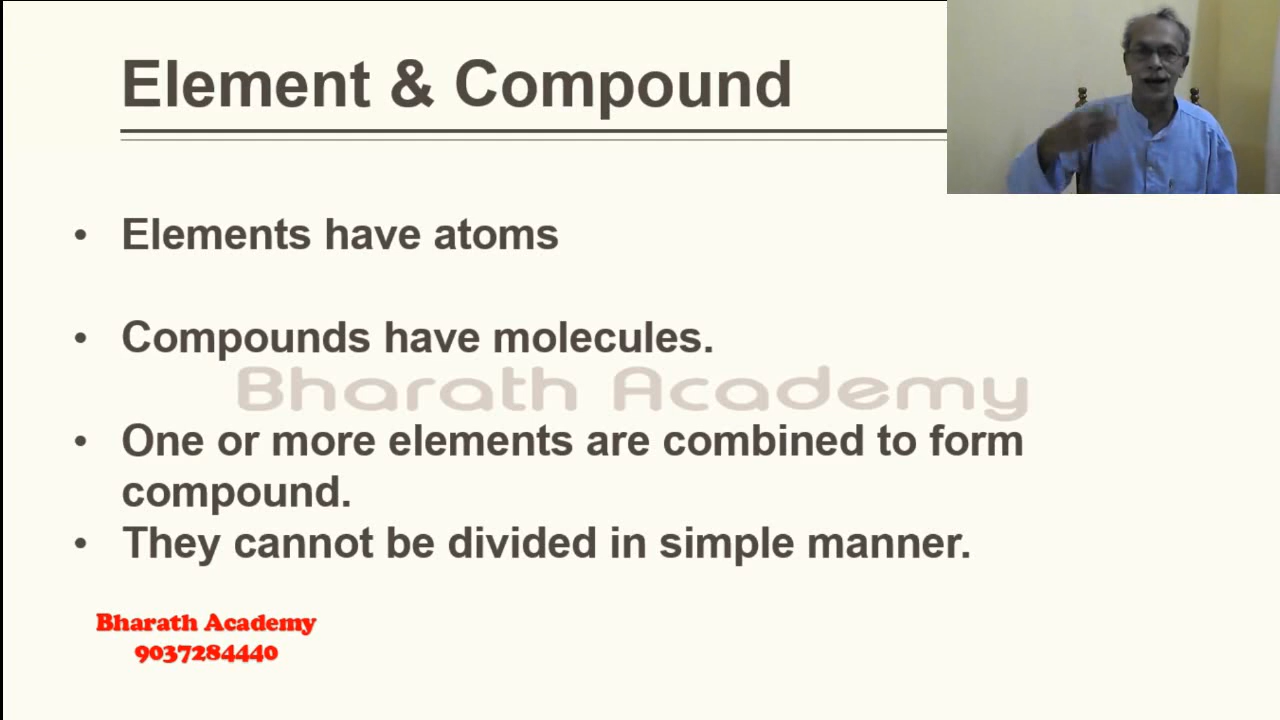 Element & Compound
• Elements have atoms
• Compounds have molecules.
Bharath Academy
• One or more elements are combined to form
compound.
• They cannot be divided in simple manner.
Bharath Academy
9037284440